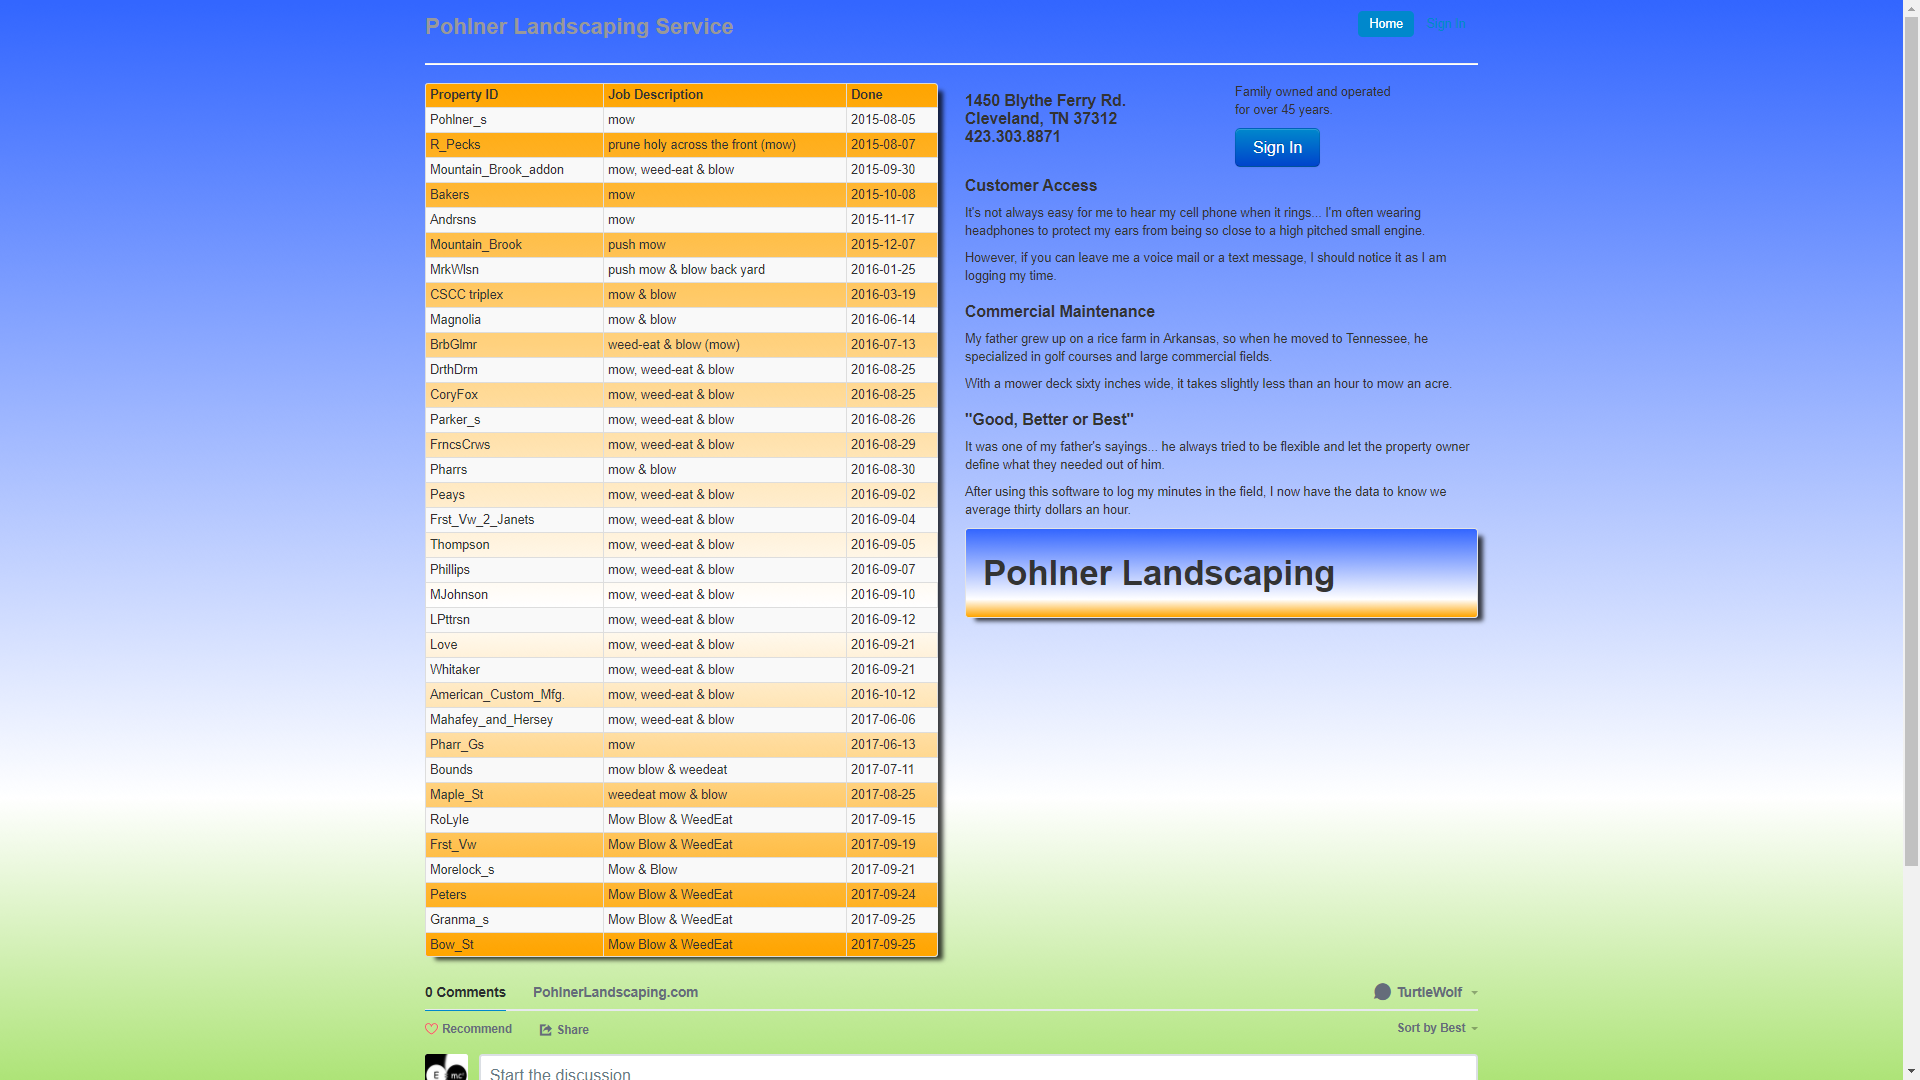 Pohlner Landscaping Service
Home Sign In
Property ID Job Description Done
Pohlner_s mow 2015-08-05
R_Pecks prune holy across the front (mow) 2015-08-07
Mountain_Brook_addon mow, weed-eat & blow 2015-09-30
Bakers mow 2015-10-08
Andrsns mow 2015-11-17
Mountain_Brook push mow 2015-12-07
MrkWlsn push mow & blow back yard 2016-01-25
CSCC triplex mow & blow 2016-03-19
Magnolia mow & blow 2016-06-14
BrbGlmr weed-eat & blow (mow) 2016-07-13
DrthDrm mow, weed-eat & blow 2016-08-25
CoryFox mow, weed-eat & blow 2016-08-25
Parker_s mow, weed-eat & blow 2016-08-26
FrncsCrws mow, weed-eat & blow 2016-08-29
Pharrs mow & blow 2016-08-30
Peays mow, weed-eat & blow 2016-09-02
Frst_Vw_2_Janets mow, weed-eat & blow 2016-09-04
Thompson mow, weed-eat & blow 2016-09-05
Phillips mow, weed-eat & blow 2016-09-07
MJohnson mow, weed-eat & blow 2016-09-10
LPttrsn mow, weed-eat & blow 2016-09-12
Love mow, weed-eat & blow 2016-09-21
Whitaker mow, weed-eat & blow 2016-09-21
American_Custom_Mfg. mow, weed-eat & blow 2016-10-12
Mahafey_and_Hersey mow, weed-eat & blow 2017-06-06
Pharr_Gs mow 2017-06-13
Bounds mow blow & weedeat 2017-07-11
Maple_St weedeat mow & blow 2017-08-25
RoLyle Mow Blow & WeedEat 2017-09-15
Frst_Vw Mow Blow & WeedEat 2017-09-19
Morelock_s Mow & Blow 2017-09-21
Peters Mow Blow & WeedEat 2017-09-24
Granma_s Mow Blow & WeedEat 2017-09-25
Bow_St Mow Blow & WeedEat 2017-09-25
1450 Blythe Ferry Rd.
Cleveland, TN 37312
423.303.8871
Family owned and operated
for over 45 years.
Sign In
Customer Access
It's not always easy for me to hear my cell phone when it rings... I'm often wearing
headphones to protect my ears from being so close to a high pitched small engine.
However, if you can leave me a voice mail or a text message, I should notice it as I am
logging my time.
Commercial Maintenance
My father grew up on a rice farm in Arkansas, so when he moved to Tennessee, he
specialized in golf courses and large commercial fields.
With a mower deck sixty inches wide, it takes slightly less than an hour to mow an acre.
"Good, Better or Best"
It was one of my father's sayings... he always tried to be flexible and let the property owner
define what they needed out of him.
After using this software to log my minutes in the field, I now have the data to know we
average thirty dollars an hour.
Pohlner Landscaping
0 Comments PohlnerLandscaping.com TurtleWolf
Recommend Share Sort by Best
E mc²
Start the discussion